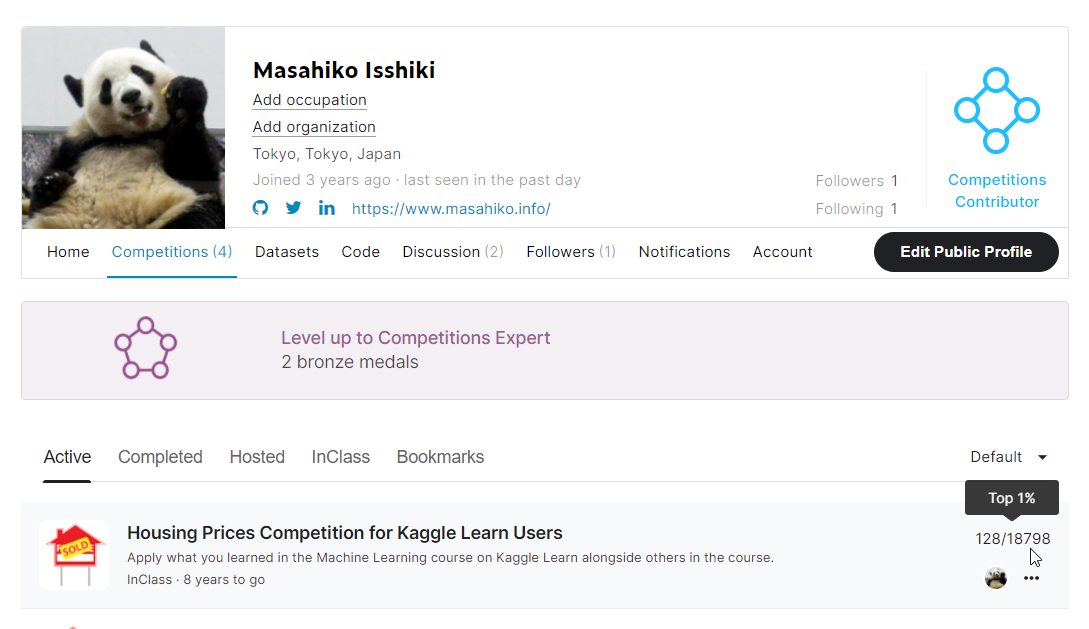 Masahiko Isshiki
Add occupation
Add organization
Tokyo, Tokyo, Japan
Joined 3 years ago · last seen in the past day
https://www.masahiko.info/
Followers 1
Following 1
Competitions
Contributor
Home Competitions (4) Datasets Code Discussion (2) Followers (1) Notifications Account Edit Public Profile
Level up to Competitions Expert
2 bronze medals
Active Completed Hosted InClass Bookmarks Default
Top 1%
SOLD
Housing Prices Competition for Kaggle Learn Users
128/18798
Apply what you learned in the Machine Learning course on Kaggle Learn alongside others in the course.
InClass · 8 years to go